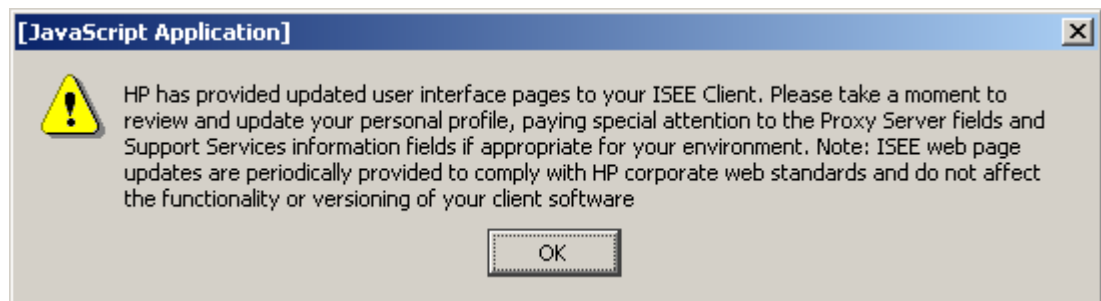 [JavaScript Application]
HP has provided updated user interface pages to your ISEE Client. Please take a moment to
review and update your personal profile, paying special attention to the Proxy Server fields and
Support Services information fields if appropriate for your environment. Note: ISEE web page
updates are periodically provided to comply with HP corporate web standards and do not affect
the functionality or versioning of your client software
OK